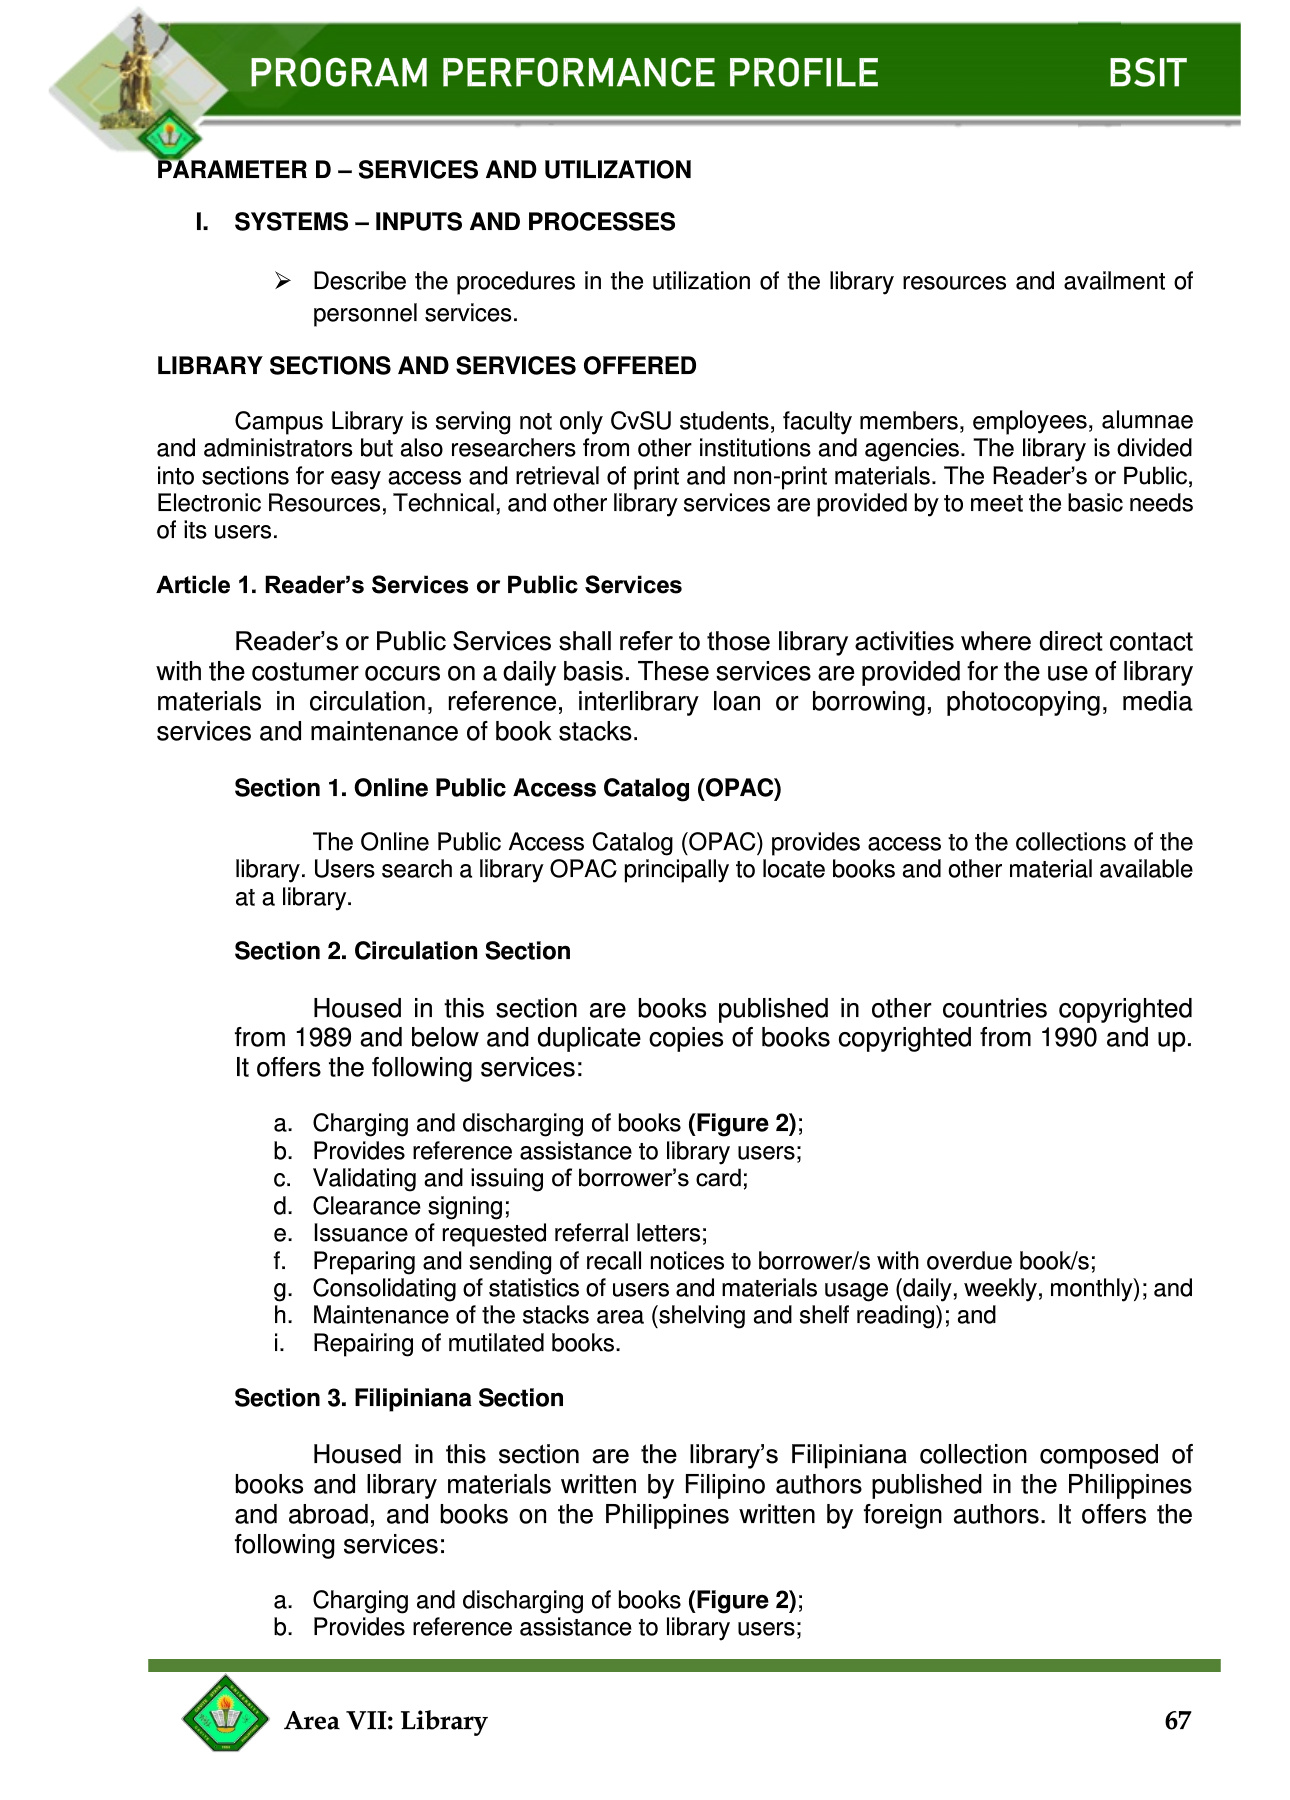 PROGRAM PERFORMANCE PROFILE BSIT
PARAMETER D – SERVICES AND UTILIZATION
I. SYSTEMS – INPUTS AND PROCESSES
➢ Describe the procedures in the utilization of the library resources and availment of
personnel services.
LIBRARY SECTIONS AND SERVICES OFFERED
Campus Library is serving not only CvSU students, faculty members, employees, alumnae
and administrators but also researchers from other institutions and agencies. The library is divided
into sections for easy access and retrieval of print and non-print materials. The Reader’s or Public,
Electronic Resources, Technical, and other library services are provided by to meet the basic needs
of its users.
Article 1. Reader’s Services or Public Services
Reader’s or Public Services shall refer to those library activities where direct contact
with the costumer occurs on a daily basis. These services are provided for the use of library
materials in circulation, reference, interlibrary loan or borrowing, photocopying, media
services and maintenance of book stacks.
Section 1. Online Public Access Catalog (OPAC)
The Online Public Access Catalog (OPAC) provides access to the collections of the
library. Users search a library OPAC principally to locate books and other material available
at a library.
Section 2. Circulation Section
Housed in this section are books published in other countries copyrighted
from 1989 and below and duplicate copies of books copyrighted from 1990 and up.
It offers the following services:
a. Charging and discharging of books (Figure 2);
b. Provides reference assistance to library users;
c. Validating and issuing of borrower’s card;
d. Clearance signing;
e. Issuance of requested referral letters;
f. Preparing and sending of recall notices to borrower/s with overdue book/s;
g. Consolidating of statistics of users and materials usage (daily, weekly, monthly); and
h. Maintenance of the stacks area (shelving and shelf reading); and
i. Repairing of mutilated books.
Section 3. Filipiniana Section
Housed in this section are the library’s Filipiniana collection composed of
books and library materials written by Filipino authors published in the Philippines
and abroad, and books on the Philippines written by foreign authors. It offers the
following services:
a. Charging and discharging of books (Figure 2);
b. Provides reference assistance to library users;
Area VII: Library 67